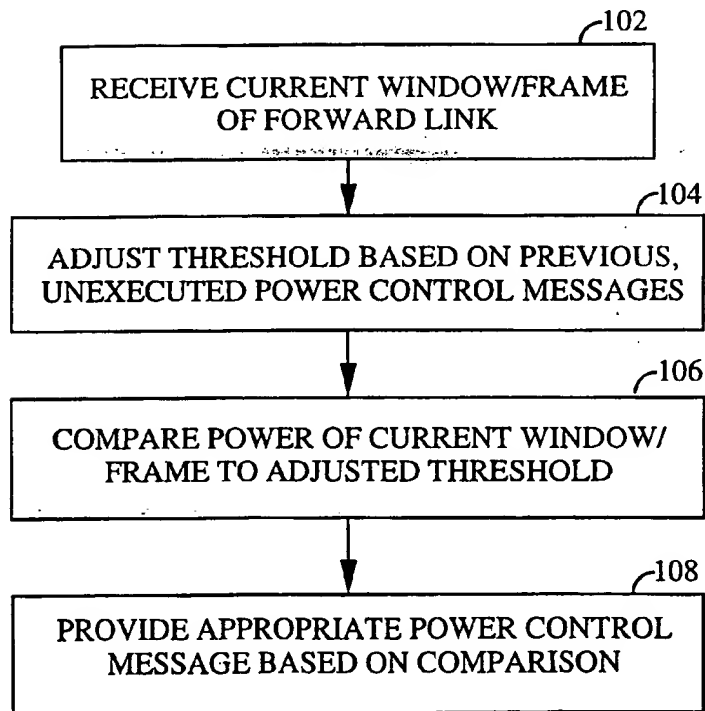 102
RECEIVE CURRENT WINDOW/FRAME
OF FORWARD LINK
104
ADJUST THRESHOLD BASED ON PREVIOUS,
UNEXECUTED POWER CONTROL MESSAGES
106
COMPARE POWER OF CURRENT WINDOW/
FRAME TO ADJUSTED THRESHOLD
108
PROVIDE APPROPRIATE POWER CONTROL
MESSAGE BASED ON COMPARISON